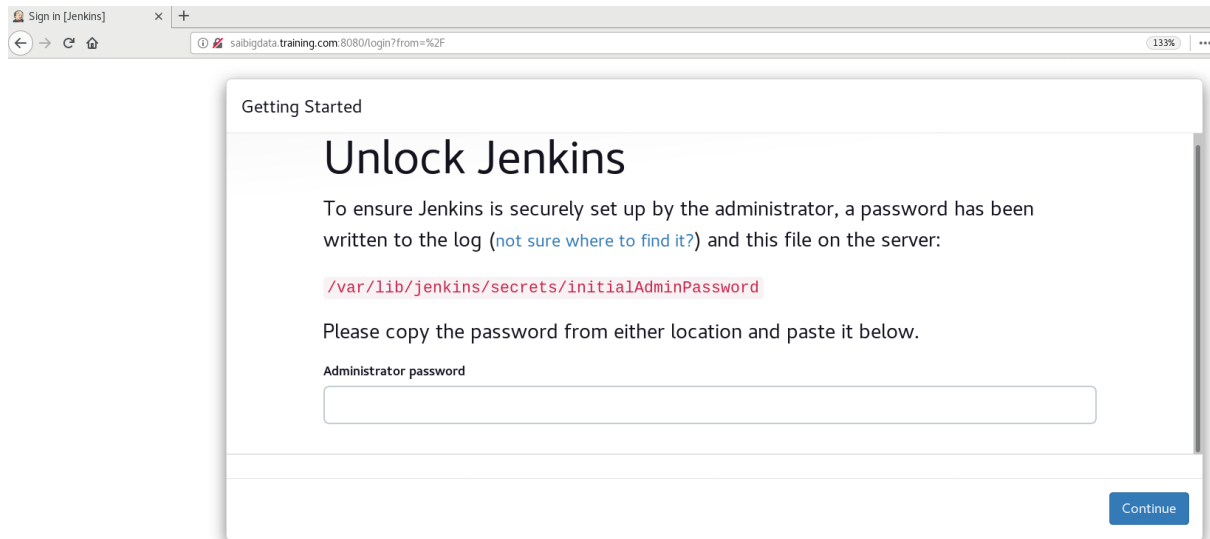 Sign in [Jenkins]
saibigdata.training.com:8080/login?from=%2F
133%
Getting Started
Unlock Jenkins
To ensure Jenkins is securely set up by the administrator, a password has been
written to the log (not sure where to find it?) and this file on the server:
/var/lib/jenkins/secrets/initialAdminPassword
Please copy the password from either location and paste it below.
Administrator password
Continue